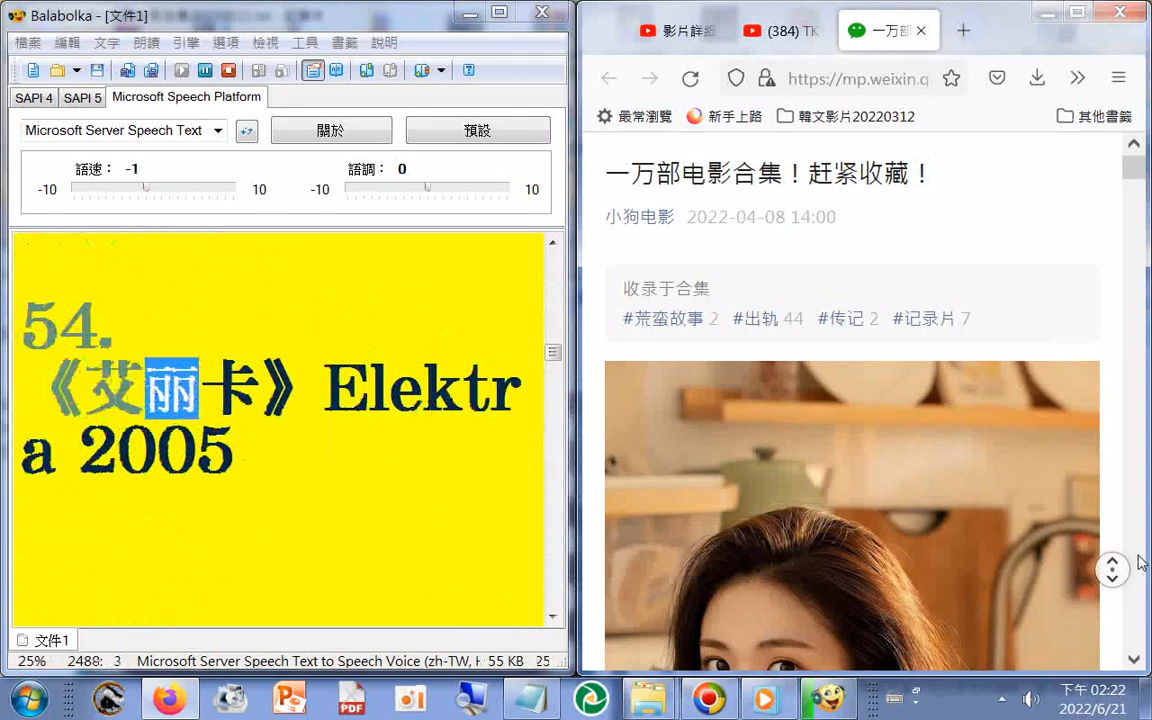 Balabolka - [文件1]
檔案 編輯 文字 朗讀 引擎 選項 檢視 工具 書籤 說明
SAPI 4 SAPI 5 Microsoft Speech Platform
Microsoft Server Speech Text
關於
預設
語速： -1
語調： 0
-10 10 -10 10
54.
《艾丽卡》Elektr
a 2005
文件1
25% 2488: 3 Microsoft Server Speech Text to Speech Voice (zh-TW, H 55 KB 25
影片詳細
(384) TK
一万部
https://mp.weixin.q
最常瀏覽 新手上路 韓文影片20220312 其他書籤
一万部电影合集！赶紧收藏！
小狗电影 2022-04-08 14:00
收录于合集
#荒蛮故事 2 #出轨 44 #传记 2 #记录片 7
PDF
下午 02:22
2022/6/21